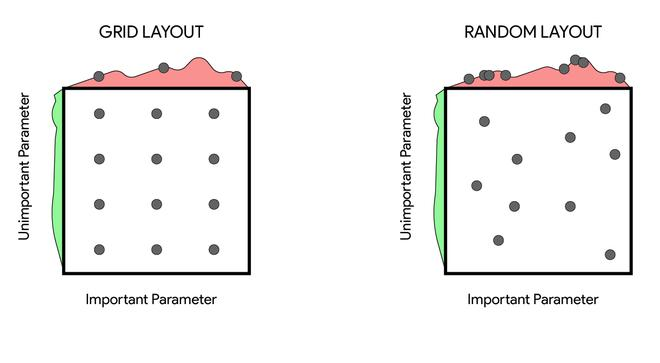 GRID LAYOUT
Unimportant Parameter
Important Parameter
RANDOM LAYOUT
Unimportant Parameter
Important Parameter